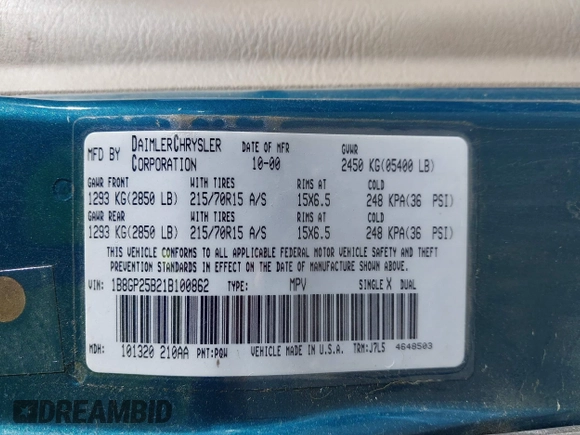 MFD BY DAIMLERCHRYSLER CORPORATION DATE OF MFR 10-00 GVWR 2450 KG(05400 LB)
GAWR FRONT WITH TIRES RIMS AT COLD
1293 KG(2850 LB) 215/70R15 A/S 15X6.5 248 KPA(36 PSI)
GAWR REAR WITH TIRES RIMS AT COLD
1293 KG(2850 LB) 215/70R15 A/S 15X6.5 248 KPA(36 PSI)
THIS VEHICLE CONFORMS TO ALL APPLICABLE FEDERAL MOTOR VEHICLE SAFETY AND THEFT
PREVENTION STANDARDS IN EFFECT ON THE DATE OF MANUFACTURE SHOWN ABOVE.
VIN: 1B8GP25B21B100862 TYPE: MPV SINGLE X DUAL
MDH: 101320 210AA PNT:PQW VEHICLE MADE IN U.S.A. TRM:J7L5 4648503
DREAMBID